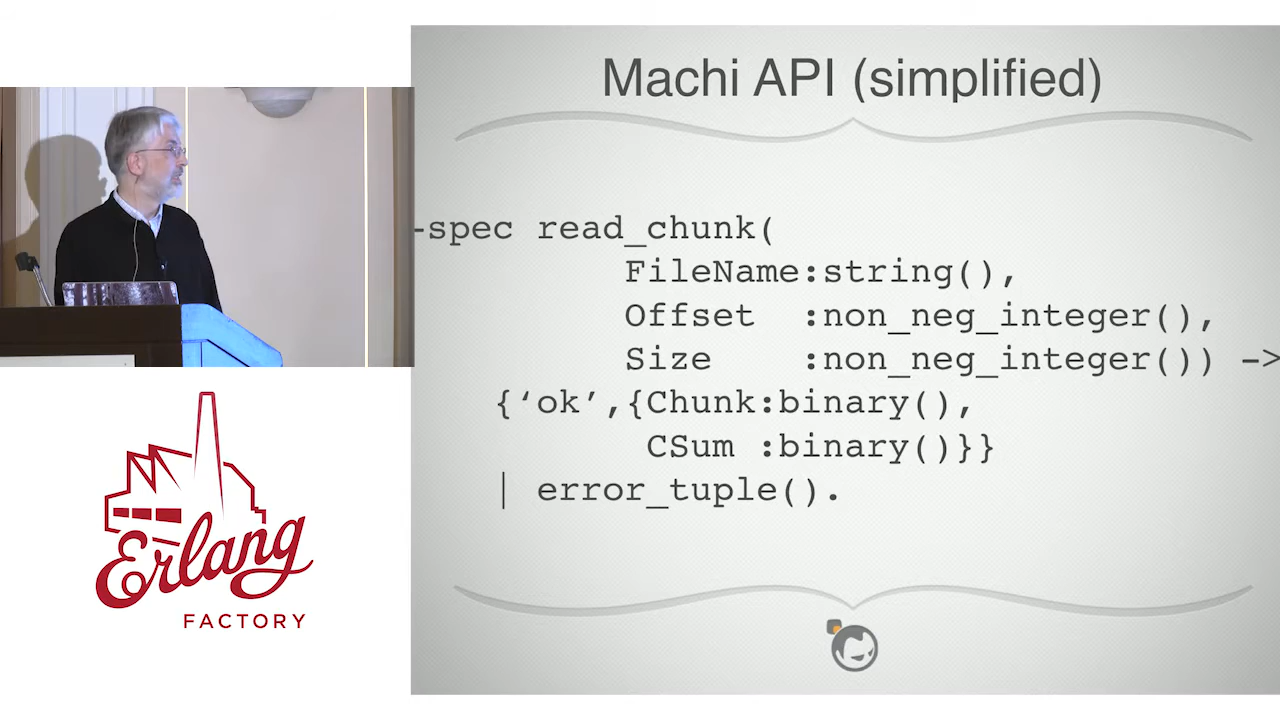 Machi API (simplified)
-spec read_chunk(
FileName:string(),
Offset :non_neg_integer(),
Size :non_neg_integer()) ->
{‘ok’,{Chunk:binary(),
CSum :binary()}}
| error_tuple().
Erlang
FACTORY